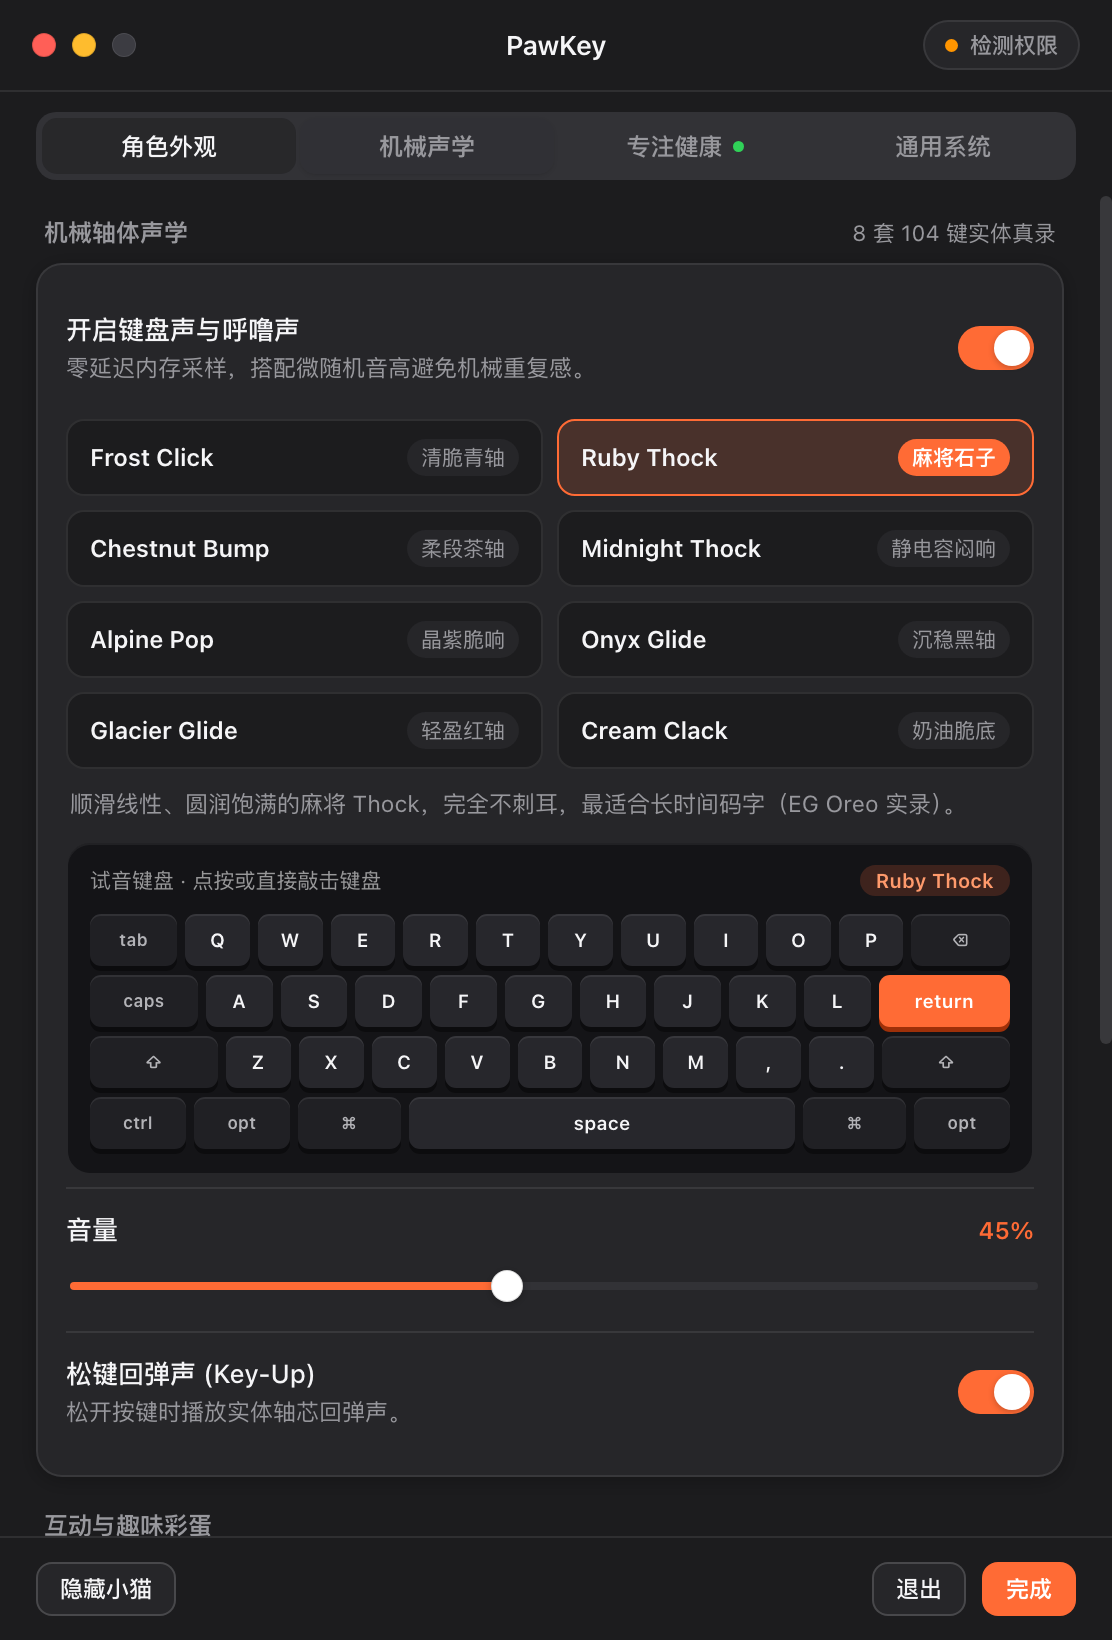 PawKey
检测权限
角色外观 机械声学 专注健康 通用系统
机械轴体声学 8 套 104 键实体真录
开启键盘声与呼噜声
零延迟内存采样，搭配微随机音高避免机械重复感。
Frost Click 清脆青轴 Ruby Thock 麻将石子
Chestnut Bump 柔段茶轴 Midnight Thock 静电容闷响
Alpine Pop 晶紫脆响 Onyx Glide 沉稳黑轴
Glacier Glide 轻盈红轴 Cream Clack 奶油脆底
顺滑线性、圆润饱满的麻将 Thock，完全不刺耳，最适合长时间码字（EG Oreo 实录）。
试音键盘 · 点按或直接敲击键盘 Ruby Thock
tab Q W E R T Y U I O P ⌫
caps A S D F G H J K L return
⇧ Z X C V B N M , . ⇧
ctrl opt ⌘ space ⌘ opt
音量 45%
松键回弹声 (Key-Up)
松开按键时播放实体轴芯回弹声。
互动与趣味彩蛋
隐藏小猫 退出 完成